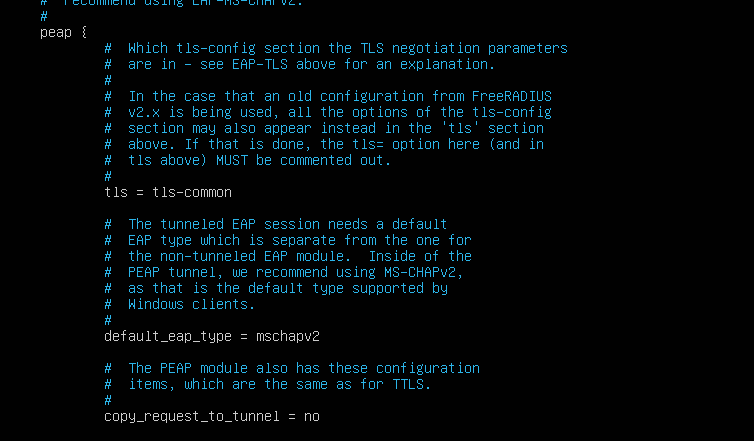 # recommend using EAP-MS-CHAPv2.
#
peap {
#  Which tls-config section the TLS negotiation parameters
#  are in - see EAP-TLS above for an explanation.
#
#  In the case that an old configuration from FreeRADIUS
#  v2.x is being used, all the options of the tls-config
#  section may also appear instead in the 'tls' section
#  above. If that is done, the tls= option here (and in
#  tls above) MUST be commented out.
#
tls = tls-common
#  The tunneled EAP session needs a default
#  EAP type which is separate from the one for
#  the non-tunneled EAP module.  Inside of the
#  PEAP tunnel, we recommend using MS-CHAPv2,
#  as that is the default type supported by
#  Windows clients.
#
default_eap_type = mschapv2
#  The PEAP module also has these configuration
#  items, which are the same as for TTLS.
#
copy_request_to_tunnel = no